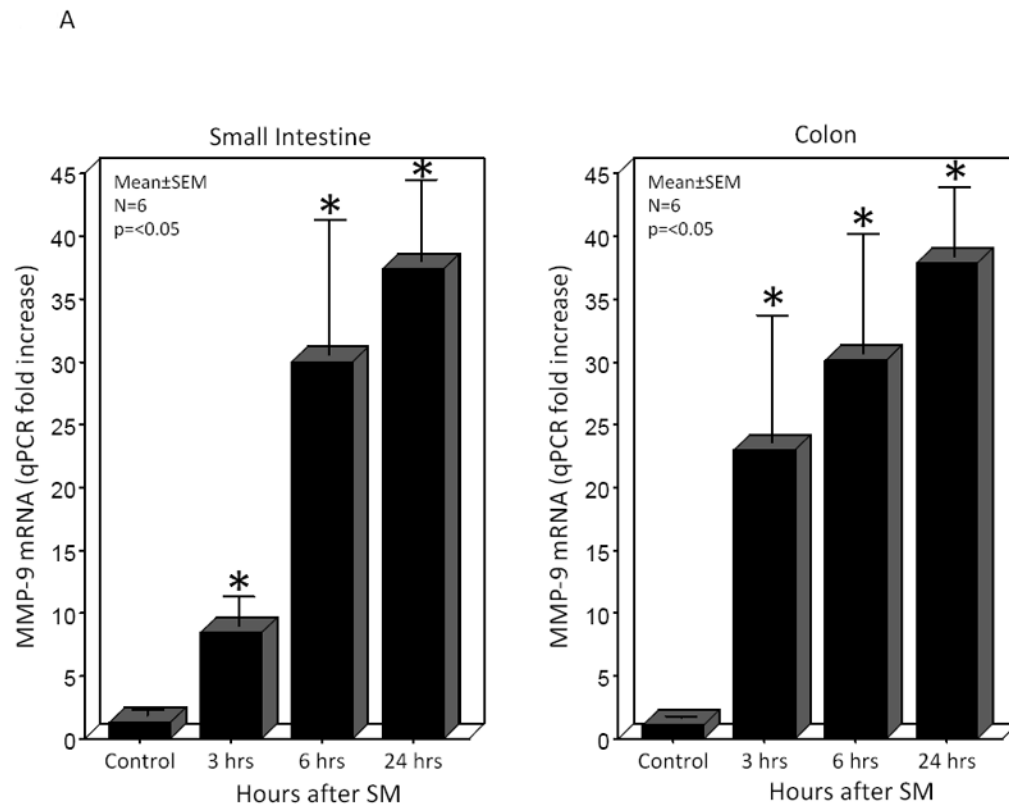 A
Small Intestine
Mean±SEM
N=6
p=<0.05
MMP-9 mRNA (qPCR fold increase)
45
40
35
30
25
20
15
10
5
0
*
*
*
*
Control 3 hrs 6 hrs 24 hrs
Hours after SM
Colon
Mean±SEM
N=6
p=<0.05
MMP-9 mRNA (qPCR fold increase)
45
40
35
30
25
20
15
10
5
0
*
*
*
Control 3 hrs 6 hrs 24 hrs
Hours after SM